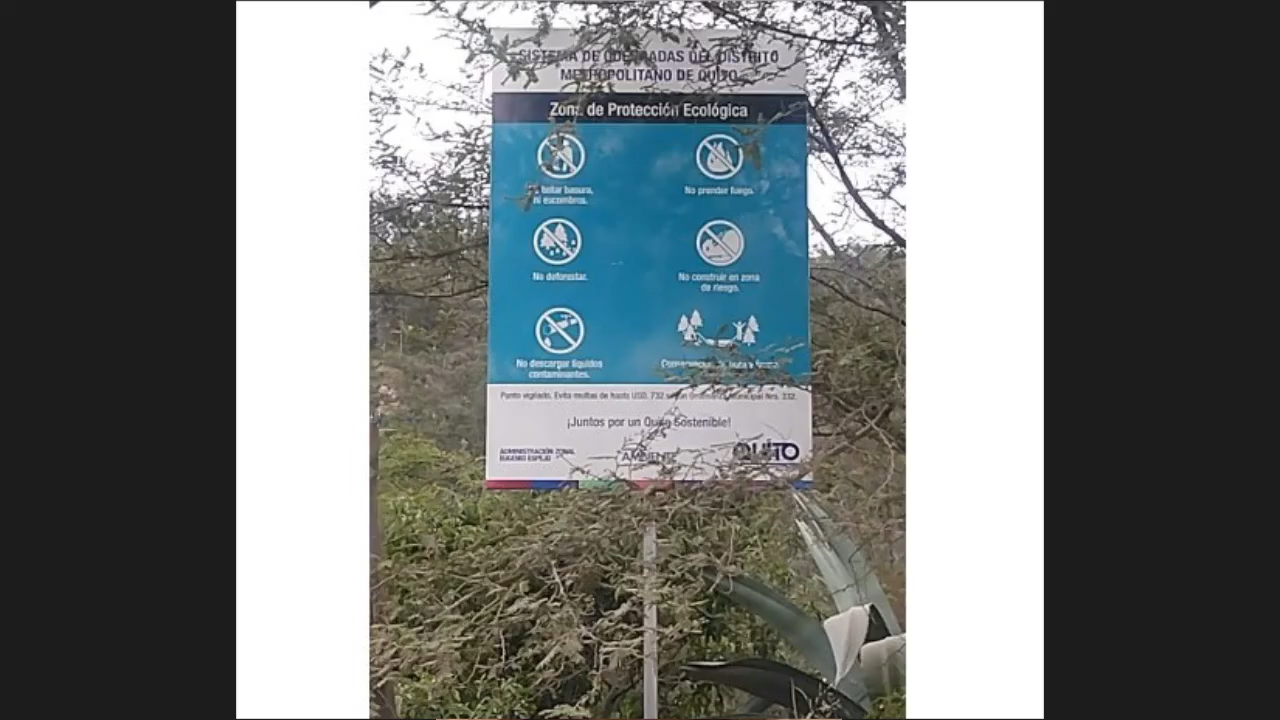 SISTEMA DE QUEBRADAS DEL DISTRITO
METROPOLITANO DE QUITO
Zona de Protección Ecológica
botar basura,
ni escombros.
No prender fuego.
No deforestar.
No construir en zona
de riesgo.
No descargar líquidos
contaminantes.
Punto vigilado. Evita multas de hasta USD. 732 según Ordenanza Municipal Nro. 332.
¡Juntos por un Quito Sostenible!
ADMINISTRACIÓN ZONAL
EUGENIO ESPEJO
AMBIENTE
QUITO